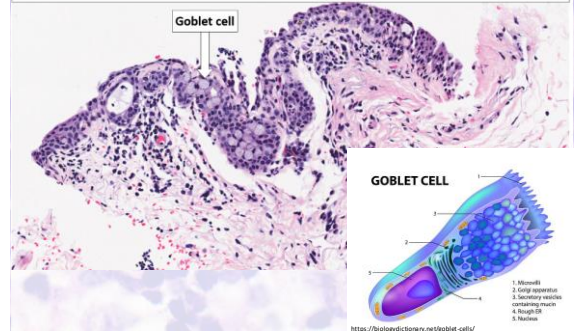 Goblet cell
GOBLET CELL
1
3
2
5
4
1. Microvilli
2. Golgi apparatus
3. Secretory vesicles
containing mucin
4. Rough ER
5. Nucleus
https://biologydictionary.net/goblet-cells/